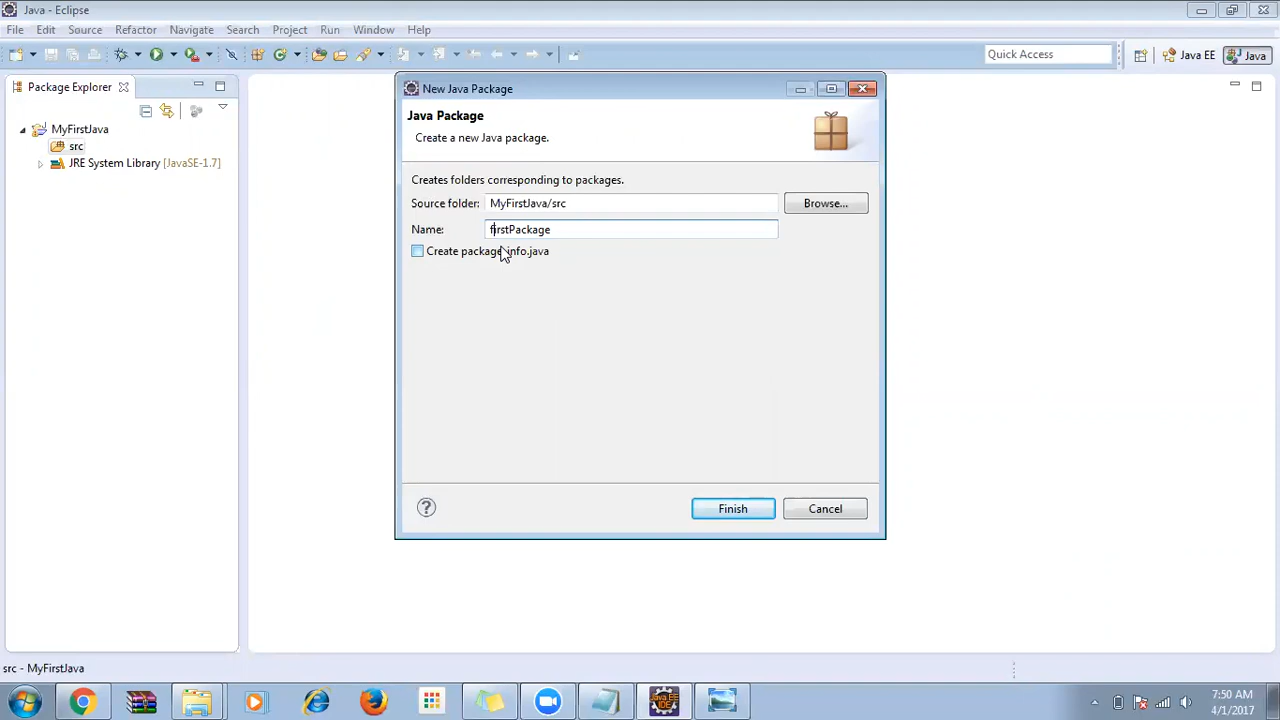 Java - Eclipse
File Edit Source Refactor Navigate Search Project Run Window Help
Quick Access Java EE Java
Package Explorer
MyFirstJava
src
JRE System Library [JavaSE-1.7]
New Java Package
Java Package
Create a new Java package.
Creates folders corresponding to packages.
Source folder: MyFirstJava/src Browse...
Name: firstPackage
Create package-info.java
Finish Cancel
src - MyFirstJava
Java EE
IDE
7:50 AM
4/1/2017